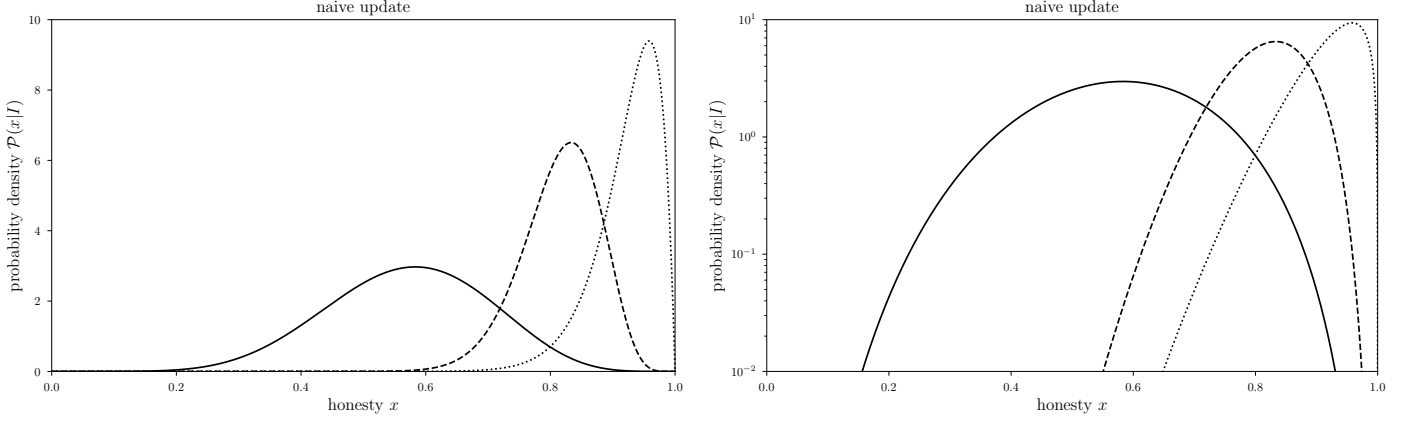 naive update
10
8
6
4
2
0
probability density P(x|I)
0.0 0.2 0.4 0.6 0.8 1.0
honesty x
naive update
10¹
10⁰
10⁻¹
10⁻²
probability density P(x|I)
0.0 0.2 0.4 0.6 0.8 1.0
honesty x